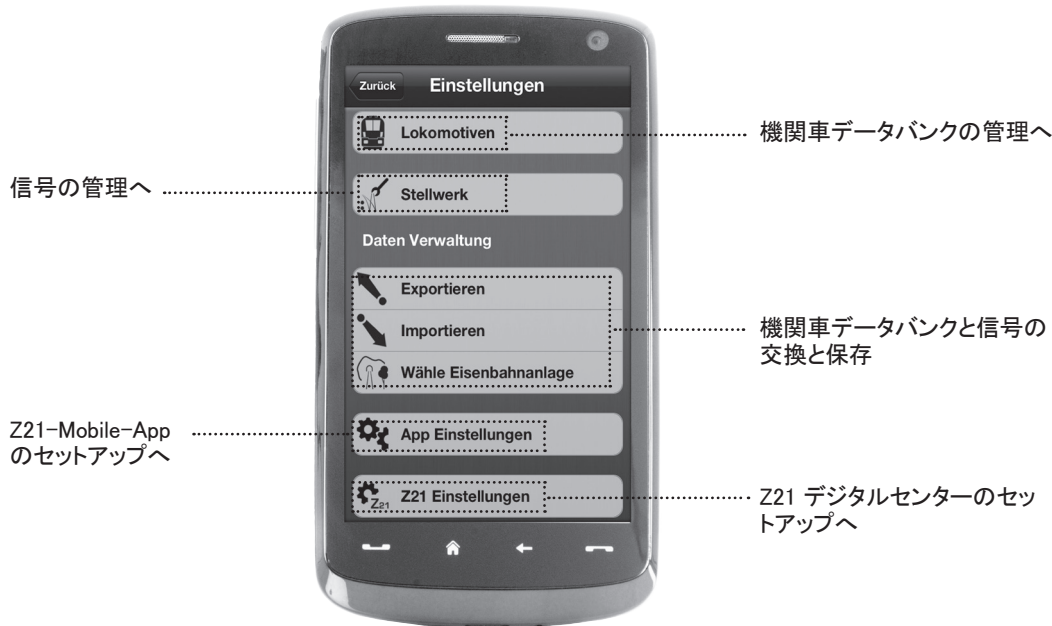 Zurück
Einstellungen
Lokomotiven
機関車データバンクの管理へ
信号の管理へ
Stellwerk
Daten Verwaltung
Exportieren
Importieren
Wähle Eisenbahnanlage
機関車データバンクと信号の
交換と保存
Z21-Mobile-App
のセットアップへ
App Einstellungen
Z21
Z21 Einstellungen
Z21 デジタルセンターのセッ
トアップへ